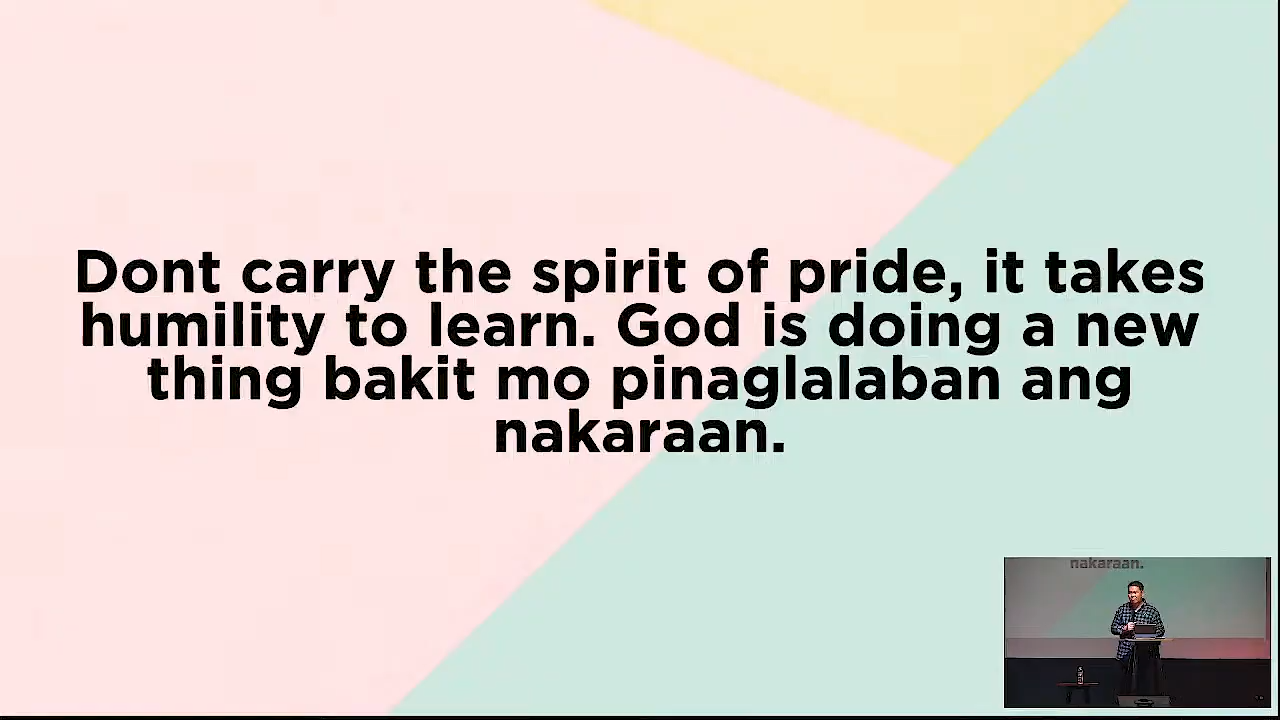 Dont carry the spirit of pride, it takes
humility to learn. God is doing a new
thing bakit mo pinaglalaban ang
nakaraan.
nakaraan.